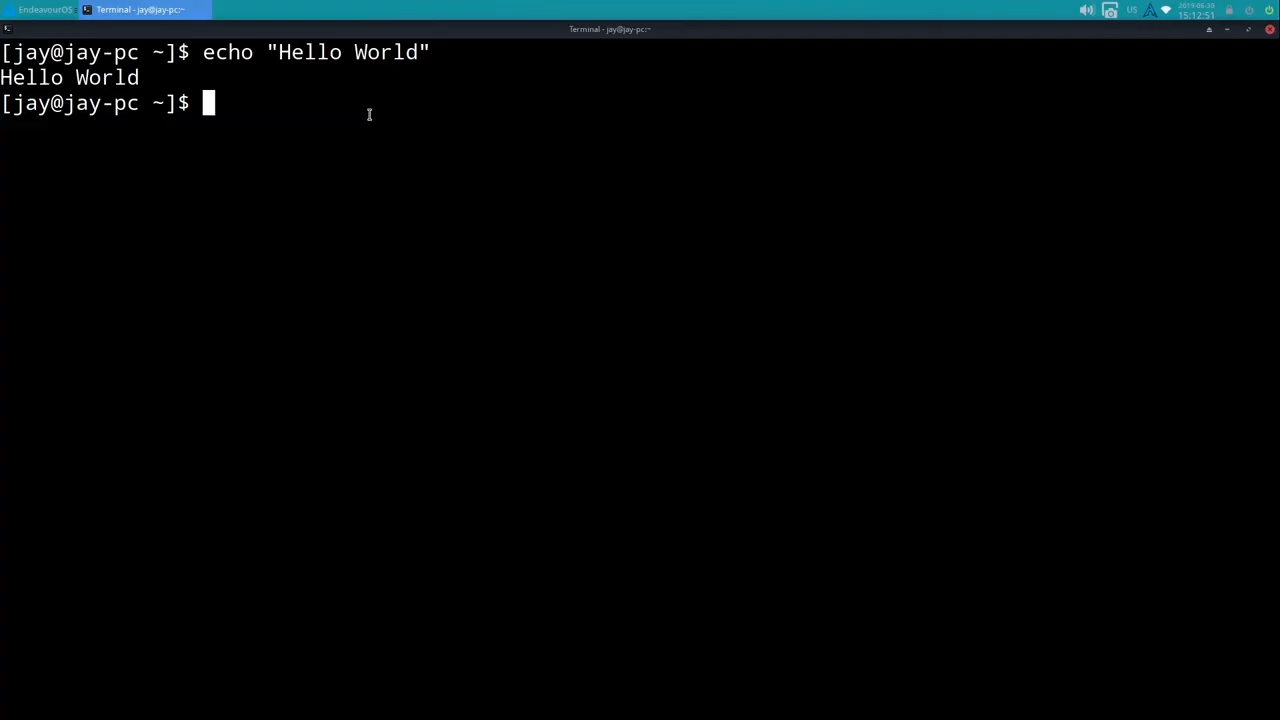 EndeavourOS
Terminal - jay@jay-pc:~
US
2019-06-30
15:12:51
Terminal - jay@jay-pc:~
[jay@jay-pc ~]$ echo "Hello World"
Hello World
[jay@jay-pc ~]$